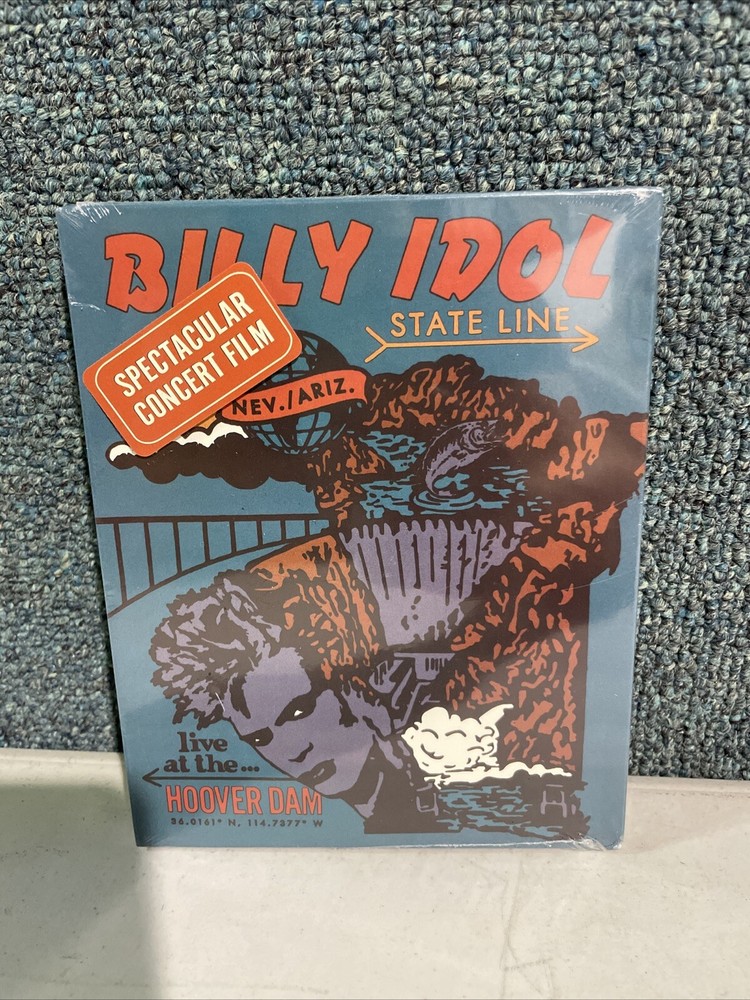 BILLY IDOL
STATE LINE
SPECTACULAR
CONCERT FILM
NEV./ARIZ.
live
at the...
HOOVER DAM
36.0161° N, 114.7377° W